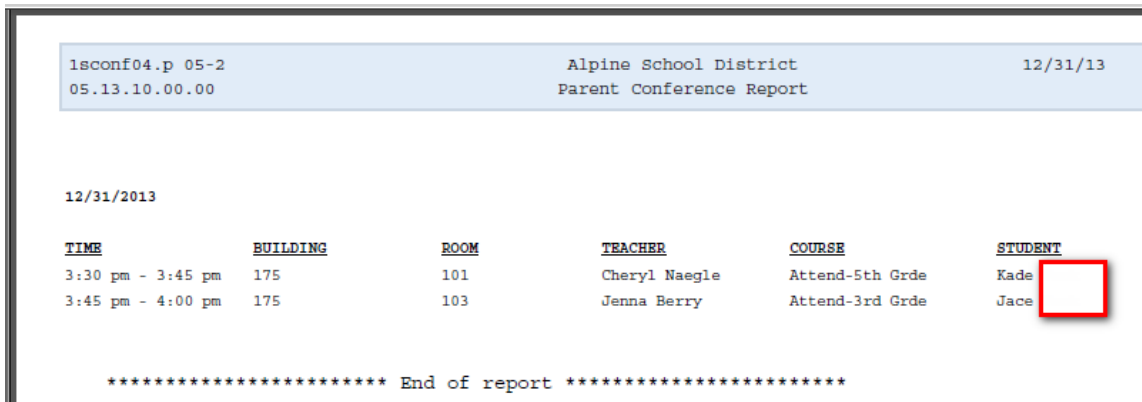 1sconf04.p 05-2 Alpine School District 12/31/13
05.13.10.00.00 Parent Conference Report
12/31/2013
TIME BUILDING ROOM TEACHER COURSE STUDENT
3:30 pm - 3:45 pm 175 101 Cheryl Naegle Attend-5th Grde Kade
3:45 pm - 4:00 pm 175 103 Jenna Berry Attend-3rd Grde Jace
************************ End of report ************************